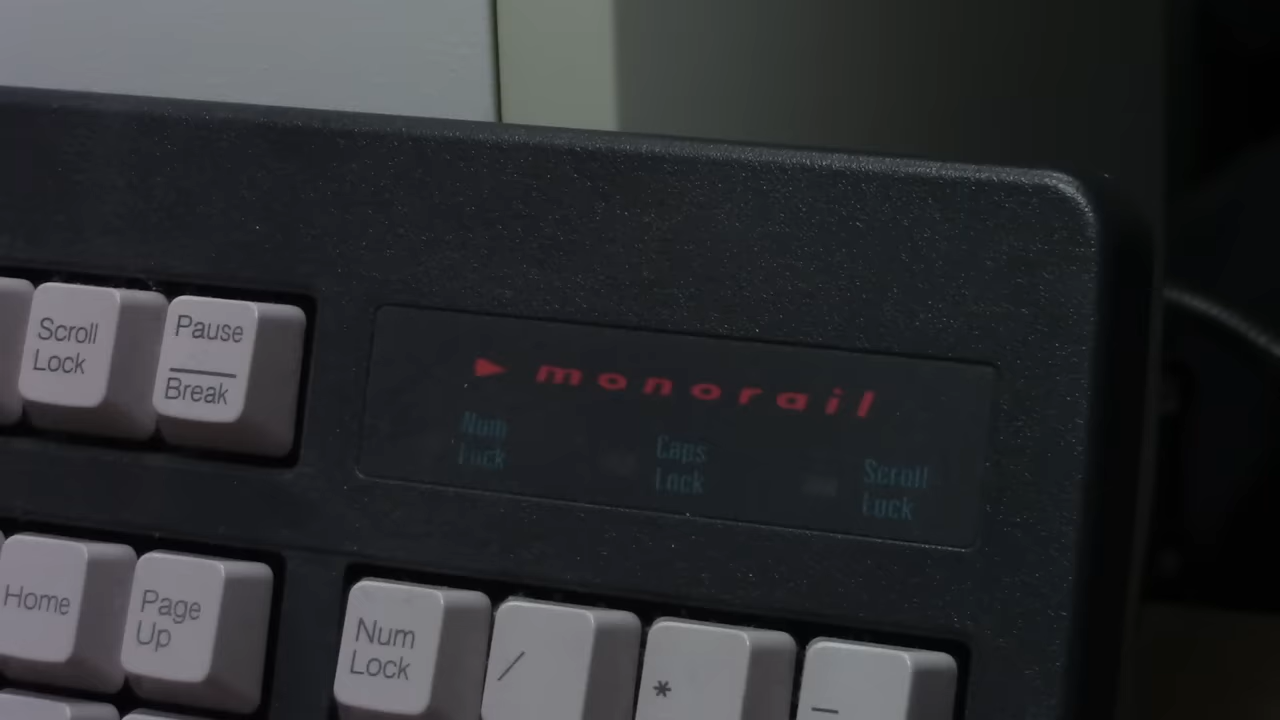 Scroll
Lock
Pause
Break
monorail
Num
Lock
Caps
Lock
Scroll
Lock
Home
Page
Up
Num
Lock
/
*
–